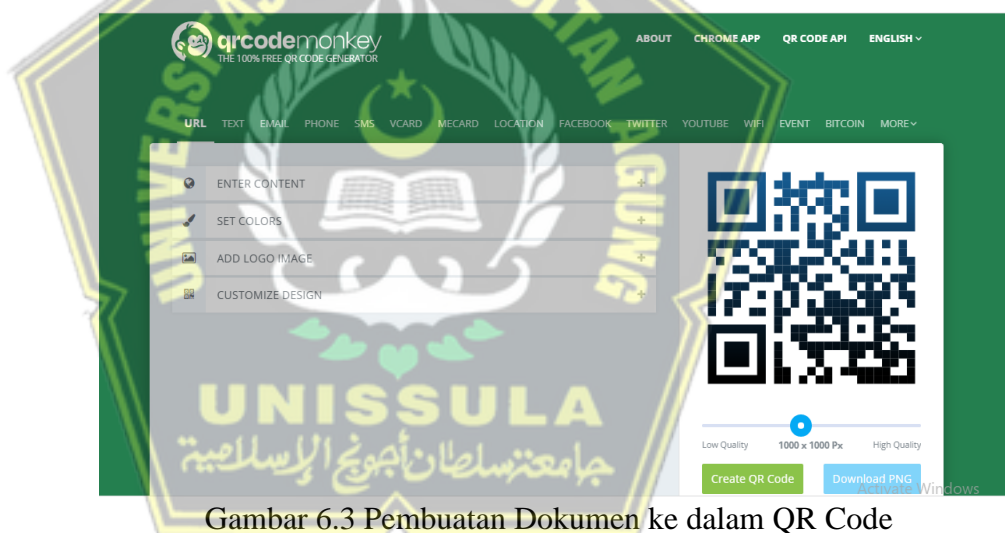 qrcodemonkey
THE 100% FREE QR CODE GENERATOR
ABOUT CHROME APP QR CODE API ENGLISH
URL TEXT EMAIL PHONE SMS VCARD MECARD LOCATION FACEBOOK TWITTER YOUTUBE WIFI EVENT BITCOIN MORE
UNIVERSITAS SULTAN AGUNG
ENTER CONTENT +
SET COLORS +
ADD LOGO IMAGE +
CUSTOMIZE DESIGN +
UNISSULA
جامعة سلطان أجونج الإسلامية
Low Quality 1000 x 1000 Px High Quality
Create QR Code Download PNG
Activate Windows
Gambar 6.3 Pembuatan Dokumen ke dalam QR Code